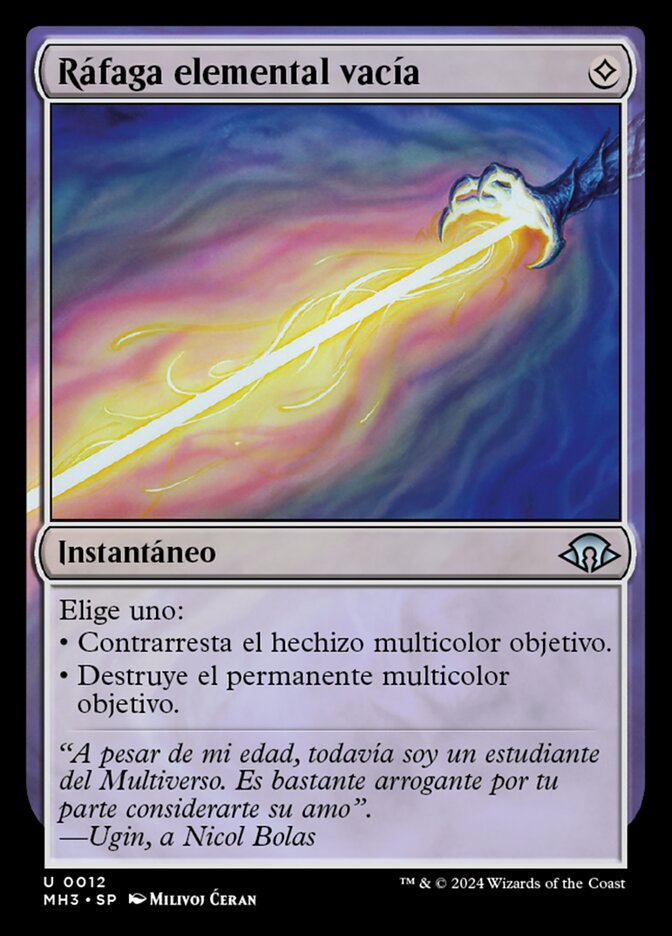 Ráfaga elemental vacía
Instantáneo
Elige uno:
• Contrarresta el hechizo multicolor objetivo.
• Destruye el permanente multicolor
objetivo.
“A pesar de mi edad, todavía soy un estudiante
del Multiverso. Es bastante arrogante por tu
parte considerarte su amo”.
—Ugin, a Nicol Bolas
U 0012
MH3 • SP Milivoj Ćeran
™ & © 2024 Wizards of the Coast